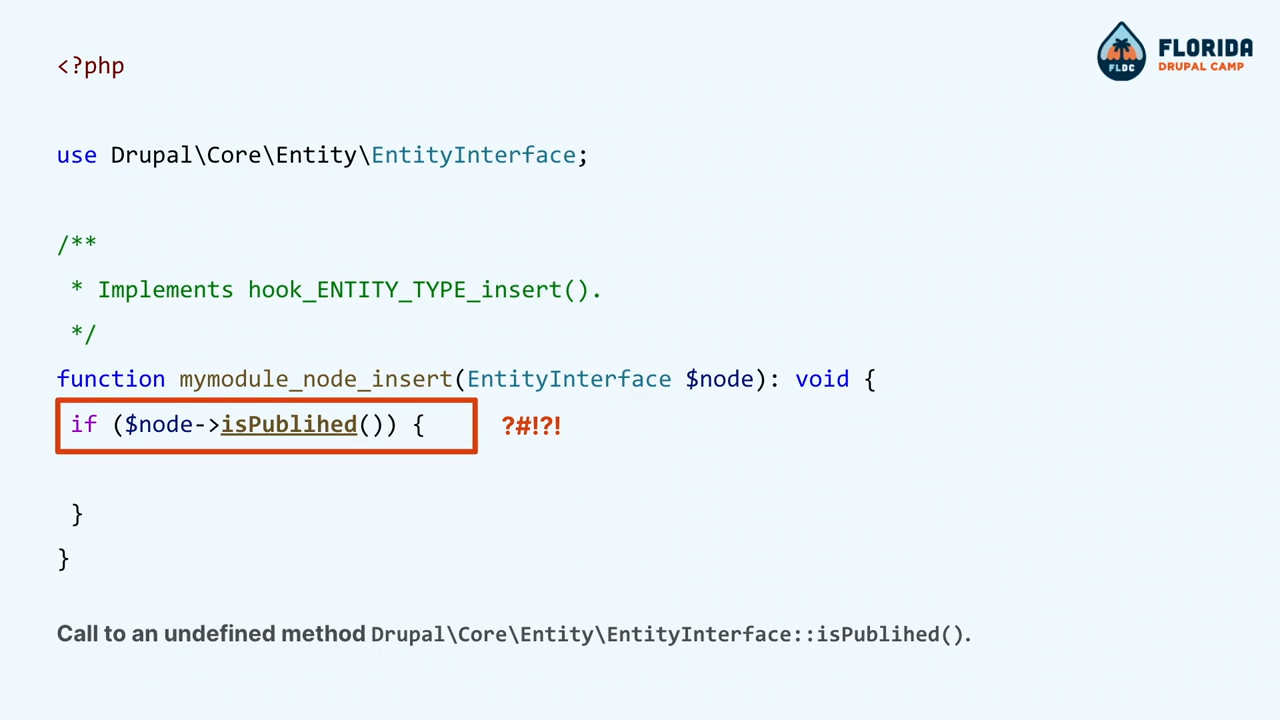 <?php
FLORIDA
DRUPAL CAMP
FLDC
use Drupal\Core\Entity\EntityInterface;
/**
 * Implements hook_ENTITY_TYPE_insert().
 */
function mymodule_node_insert(EntityInterface $node): void {
 if ($node->isPublihed()) {
?#!?!
 }
}
Call to an undefined method Drupal\Core\Entity\EntityInterface::isPublihed().